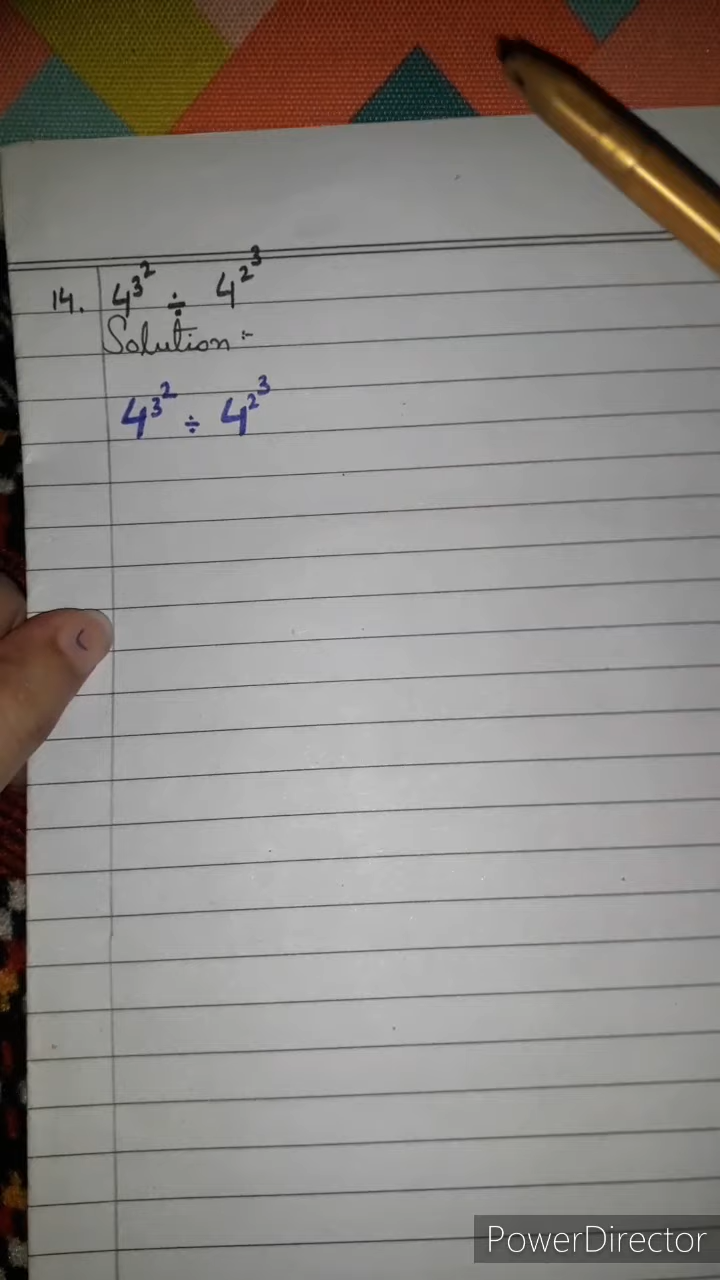 14. 4^3^2 ÷ 4^2^3
Solution :-
4^3^2 ÷ 4^2^3
PowerDirector